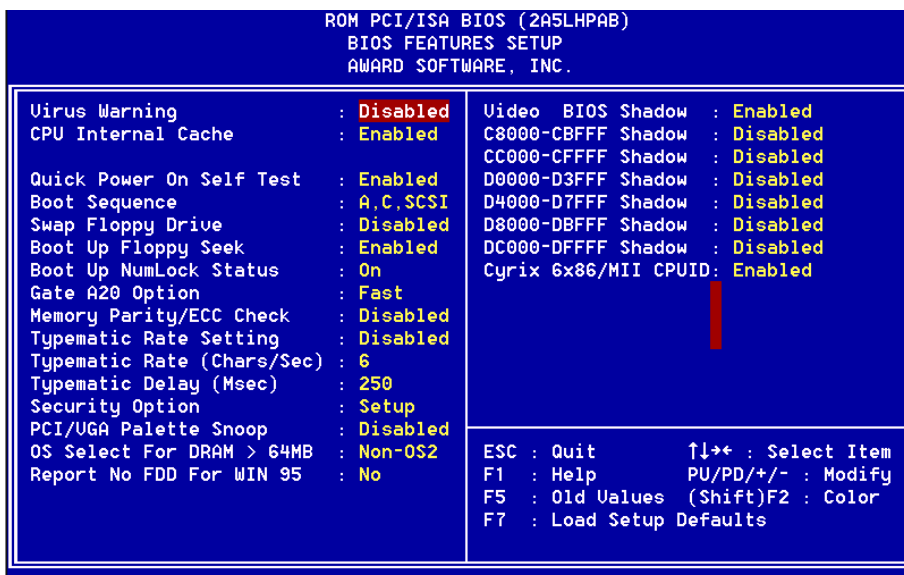 ROM PCI/ISA BIOS (2A5LHPAB)
BIOS FEATURES SETUP
AWARD SOFTWARE, INC.
Virus Warning : Disabled
CPU Internal Cache : Enabled
Quick Power On Self Test : Enabled
Boot Sequence : A,C,SCSI
Swap Floppy Drive : Disabled
Boot Up Floppy Seek : Enabled
Boot Up NumLock Status : On
Gate A20 Option : Fast
Memory Parity/ECC Check : Disabled
Typematic Rate Setting : Disabled
Typematic Rate (Chars/Sec) : 6
Typematic Delay (Msec) : 250
Security Option : Setup
PCI/VGA Palette Snoop : Disabled
OS Select For DRAM > 64MB : Non-OS2
Report No FDD For WIN 95 : No
Video BIOS Shadow : Enabled
C8000-CBFFF Shadow : Disabled
CC000-CFFFF Shadow : Disabled
D0000-D3FFF Shadow : Disabled
D4000-D7FFF Shadow : Disabled
D8000-DBFFF Shadow : Disabled
DC000-DFFFF Shadow : Disabled
Cyrix 6x86/MII CPUID: Enabled
ESC : Quit ↑↓→← : Select Item
F1 : Help PU/PD/+/- : Modify
F5 : Old Values (Shift)F2 : Color
F7 : Load Setup Defaults